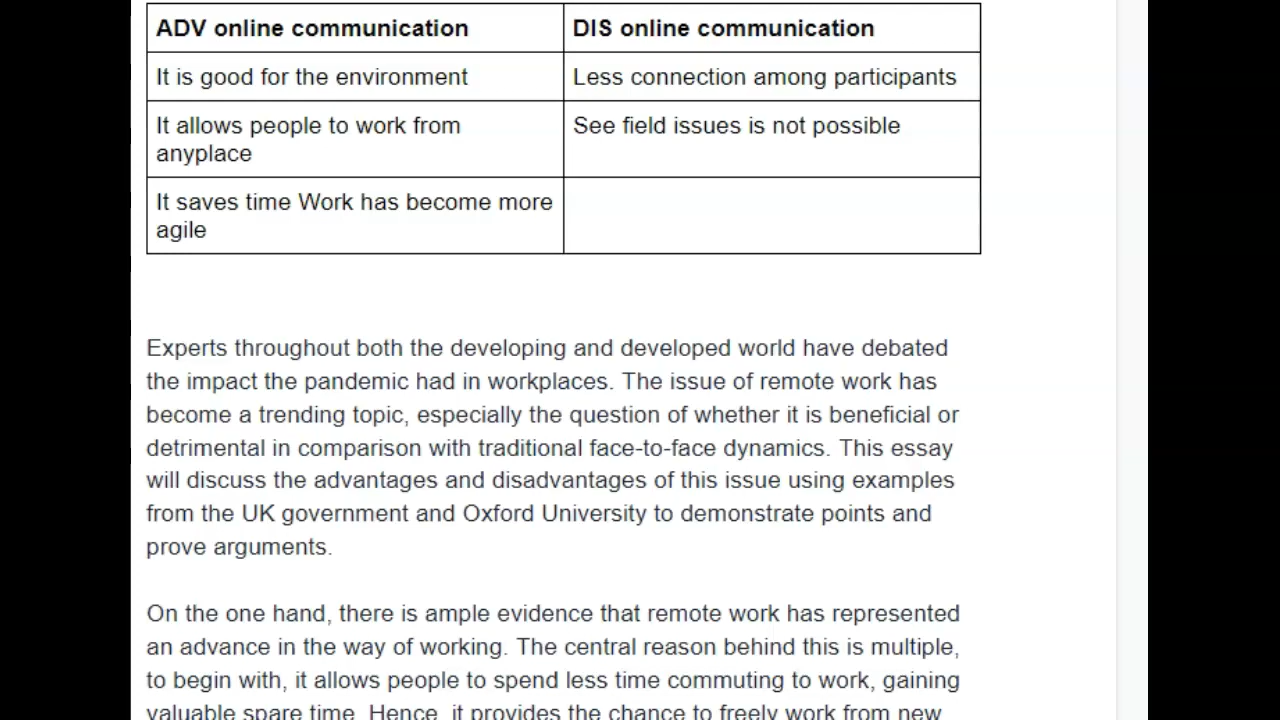 ADV online communication
DIS online communication
It is good for the environment
Less connection among participants
It allows people to work from
anyplace
See field issues is not possible
It saves time Work has become more
agile
Experts throughout both the developing and developed world have debated
the impact the pandemic had in workplaces. The issue of remote work has
become a trending topic, especially the question of whether it is beneficial or
detrimental in comparison with traditional face-to-face dynamics. This essay
will discuss the advantages and disadvantages of this issue using examples
from the UK government and Oxford University to demonstrate points and
prove arguments.
On the one hand, there is ample evidence that remote work has represented
an advance in the way of working. The central reason behind this is multiple,
to begin with, it allows people to spend less time commuting to work, gaining
valuable spare time. Hence, it provides the chance to freely work from new